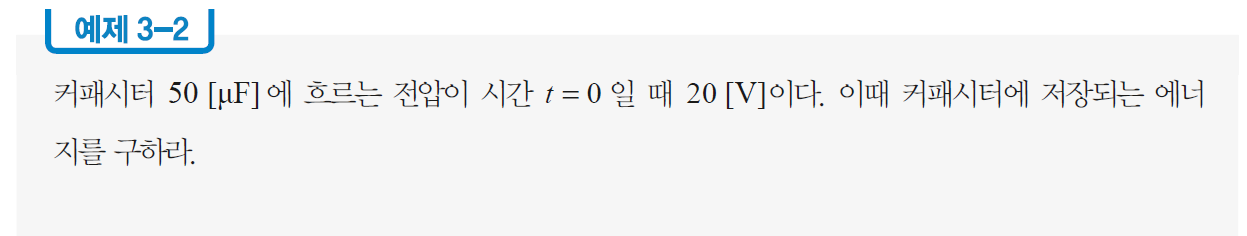 예제 3-2
커패시터 50 [μF]에 흐르는 전압이 시간 t = 0 일 때 20 [V]이다. 이때 커패시터에 저장되는 에너
지를 구하라.